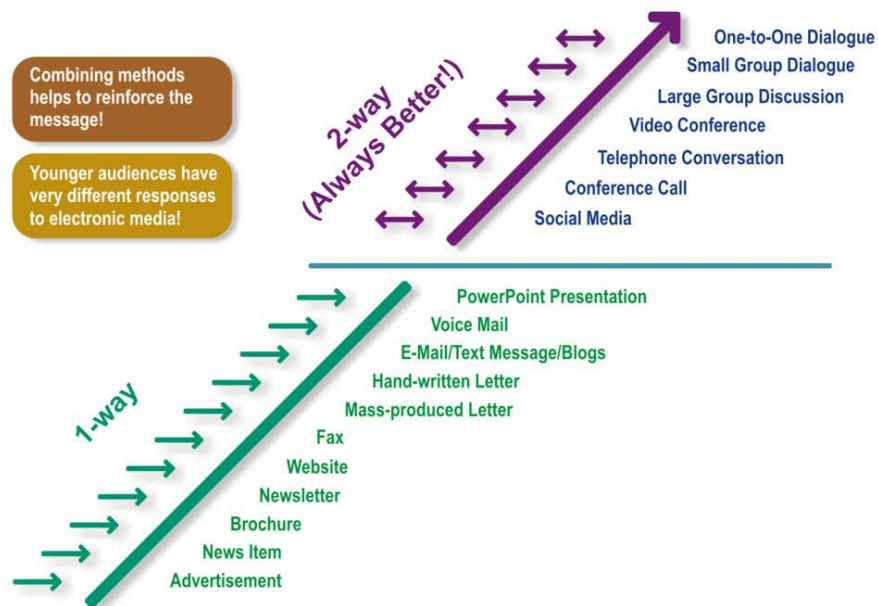 Combining methods
helps to reinforce the
message!
Younger audiences have
very different responses
to electronic media!
2-way
(Always Better!)
One-to-One Dialogue
Small Group Dialogue
Large Group Discussion
Video Conference
Telephone Conversation
Conference Call
Social Media
1-way
PowerPoint Presentation
Voice Mail
E-Mail/Text Message/Blogs
Hand-written Letter
Mass-produced Letter
Fax
Website
Newsletter
Brochure
News Item
Advertisement